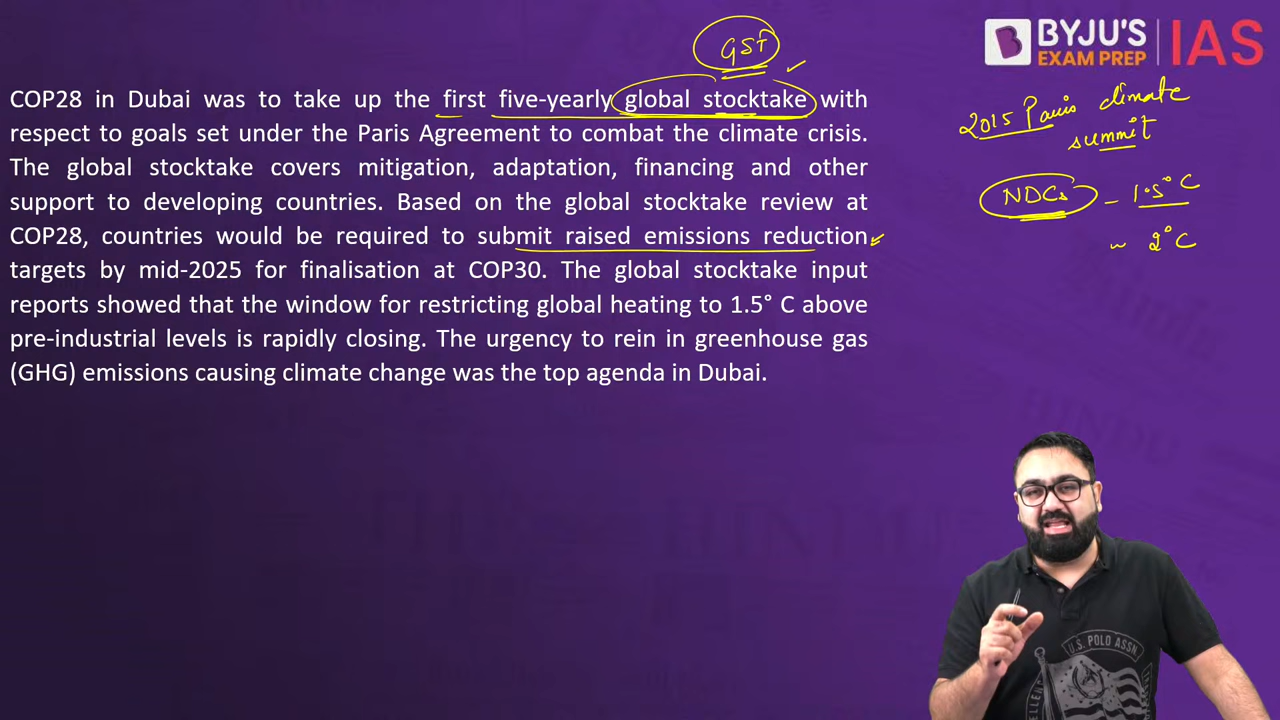 GST
BYJU'S
EXAM PREP
IAS
COP28 in Dubai was to take up the first five-yearly global stocktake with
respect to goals set under the Paris Agreement to combat the climate crisis.
The global stocktake covers mitigation, adaptation, financing and other
support to developing countries. Based on the global stocktake review at
COP28, countries would be required to submit raised emissions reduction
targets by mid-2025 for finalisation at COP30. The global stocktake input
reports showed that the window for restricting global heating to 1.5° C above
pre-industrial levels is rapidly closing. The urgency to rein in greenhouse gas
(GHG) emissions causing climate change was the top agenda in Dubai.
2015 Paris climate
summit
NDCs - 1.5°C
~ 2°C
U.S. POLO ASSN.